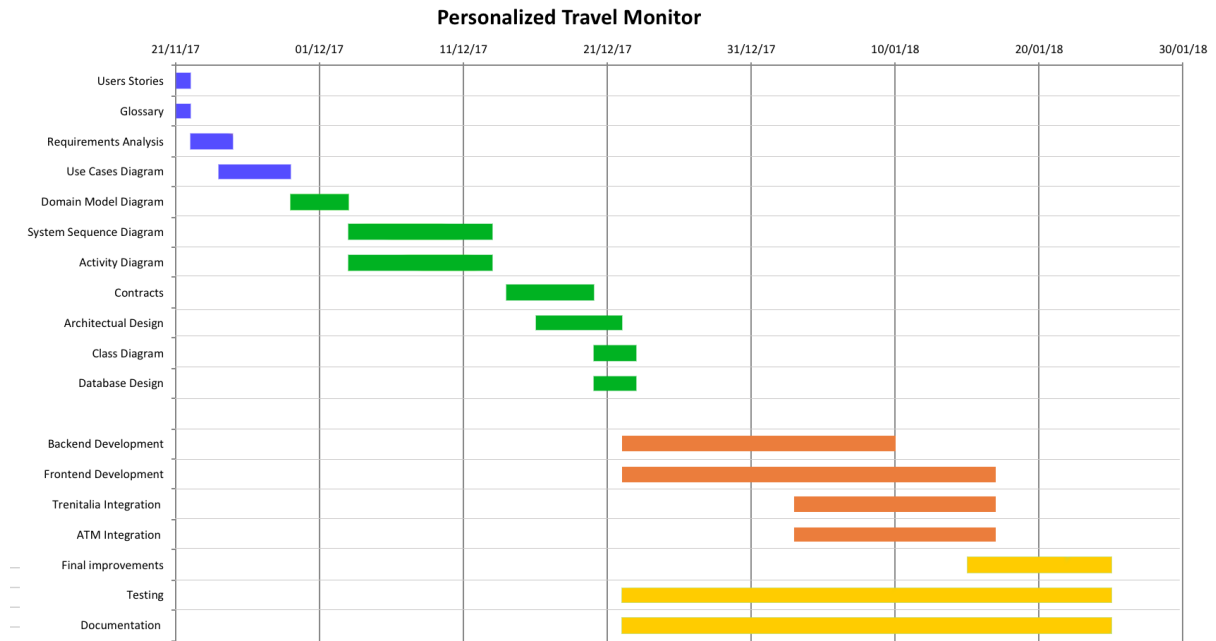 Personalized Travel Monitor
21/11/17 01/12/17 11/12/17 21/12/17 31/12/17 10/01/18 20/01/18 30/01/18
Users Stories
Glossary
Requirements Analysis
Use Cases Diagram
Domain Model Diagram
System Sequence Diagram
Activity Diagram
Contracts
Architectual Design
Class Diagram
Database Design
Backend Development
Frontend Development
Trenitalia Integration
ATM Integration
Final improvements
Testing
Documentation